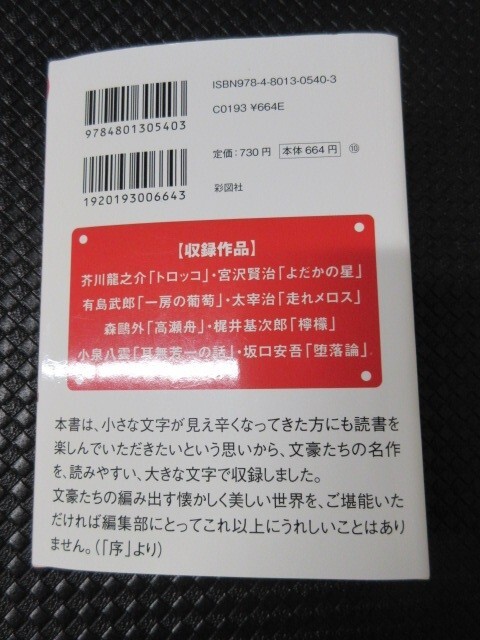 ISBN978-4-8013-0540-3
C0193 ¥664E
9784801305403
定価:730円 本体664円 ⑩
1920193006643
彩図社
【収録作品】
芥川龍之介「トロッコ」・宮沢賢治「よだかの星」
有島武郎「一房の葡萄」・太宰治「走れメロス」
森鷗外「高瀬舟」・梶井基次郎「檸檬」
小泉八雲「耳無芳一の話」・坂口安吾「堕落論」
本書は、小さな文字が見え辛くなってきた方にも読書を
楽しんでいただきたいという思いから、文豪たちの名作
を、読みやすい、大きな文字で収録しました。
文豪たちの編み出す懐かしく美しい世界を、ご堪能いた
だければ編集部にとってこれ以上にうれしいことはあり
ません。(「序」より)